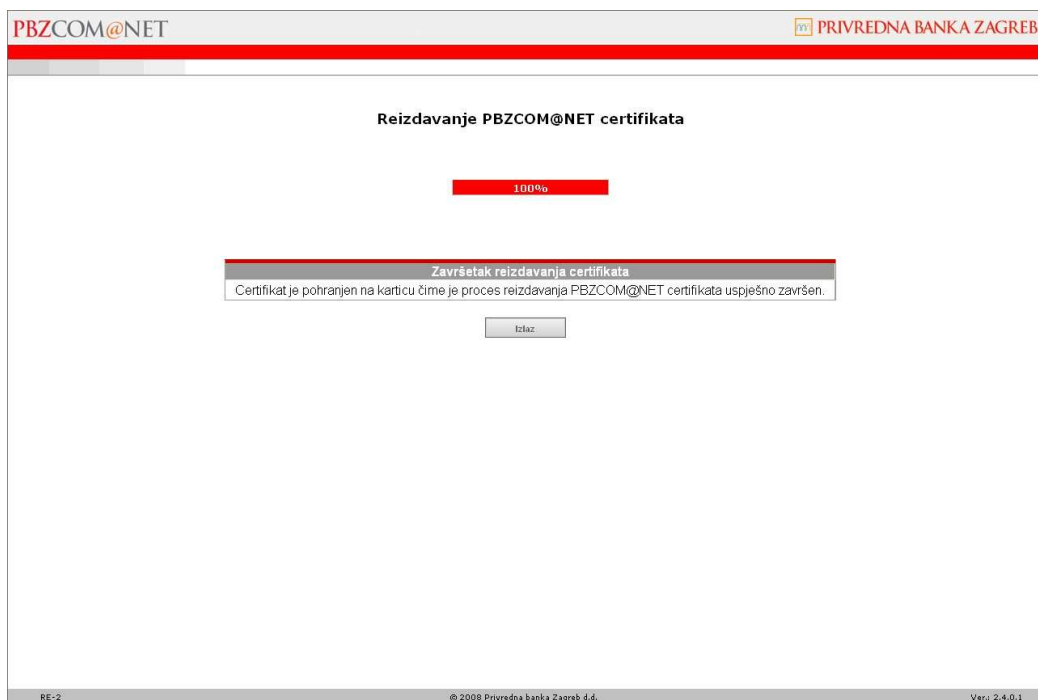 PBZCOM@NET
PRIVREDNA BANKA ZAGREB
Reizdavanje PBZCOM@NET certifikata
100%
Završetak reizdavanja certifikata
Certifikat je pohranjen na karticu čime je proces reizdavanja PBZCOM@NET certifikata uspješno završen.
Izlaz
RE-2 © 2008 Privredna banka Zagreb d.d. Ver.: 2.4.0.1